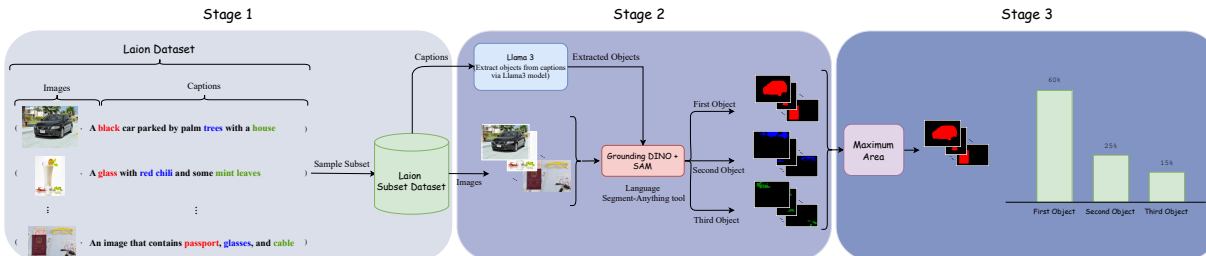 Stage 1
Stage 2
Stage 3
Laion Dataset
Images
Captions
( , A black car parked by palm trees with a house )
( , A glass with red chili and some mint leaves )
( , An image that contains passport, glasses, and cable )
Sample Subset
Laion
Subset Dataset
Captions
Images
Llama 3
(Extract objects from captions
via Llama3 model)
Extracted Objects
Grounding DINO +
SAM
Language
Segment-Anything tool
First Object
Second Object
Third Object
Maximum
Area
60%
25%
15%
First Object
Second Object
Third Object